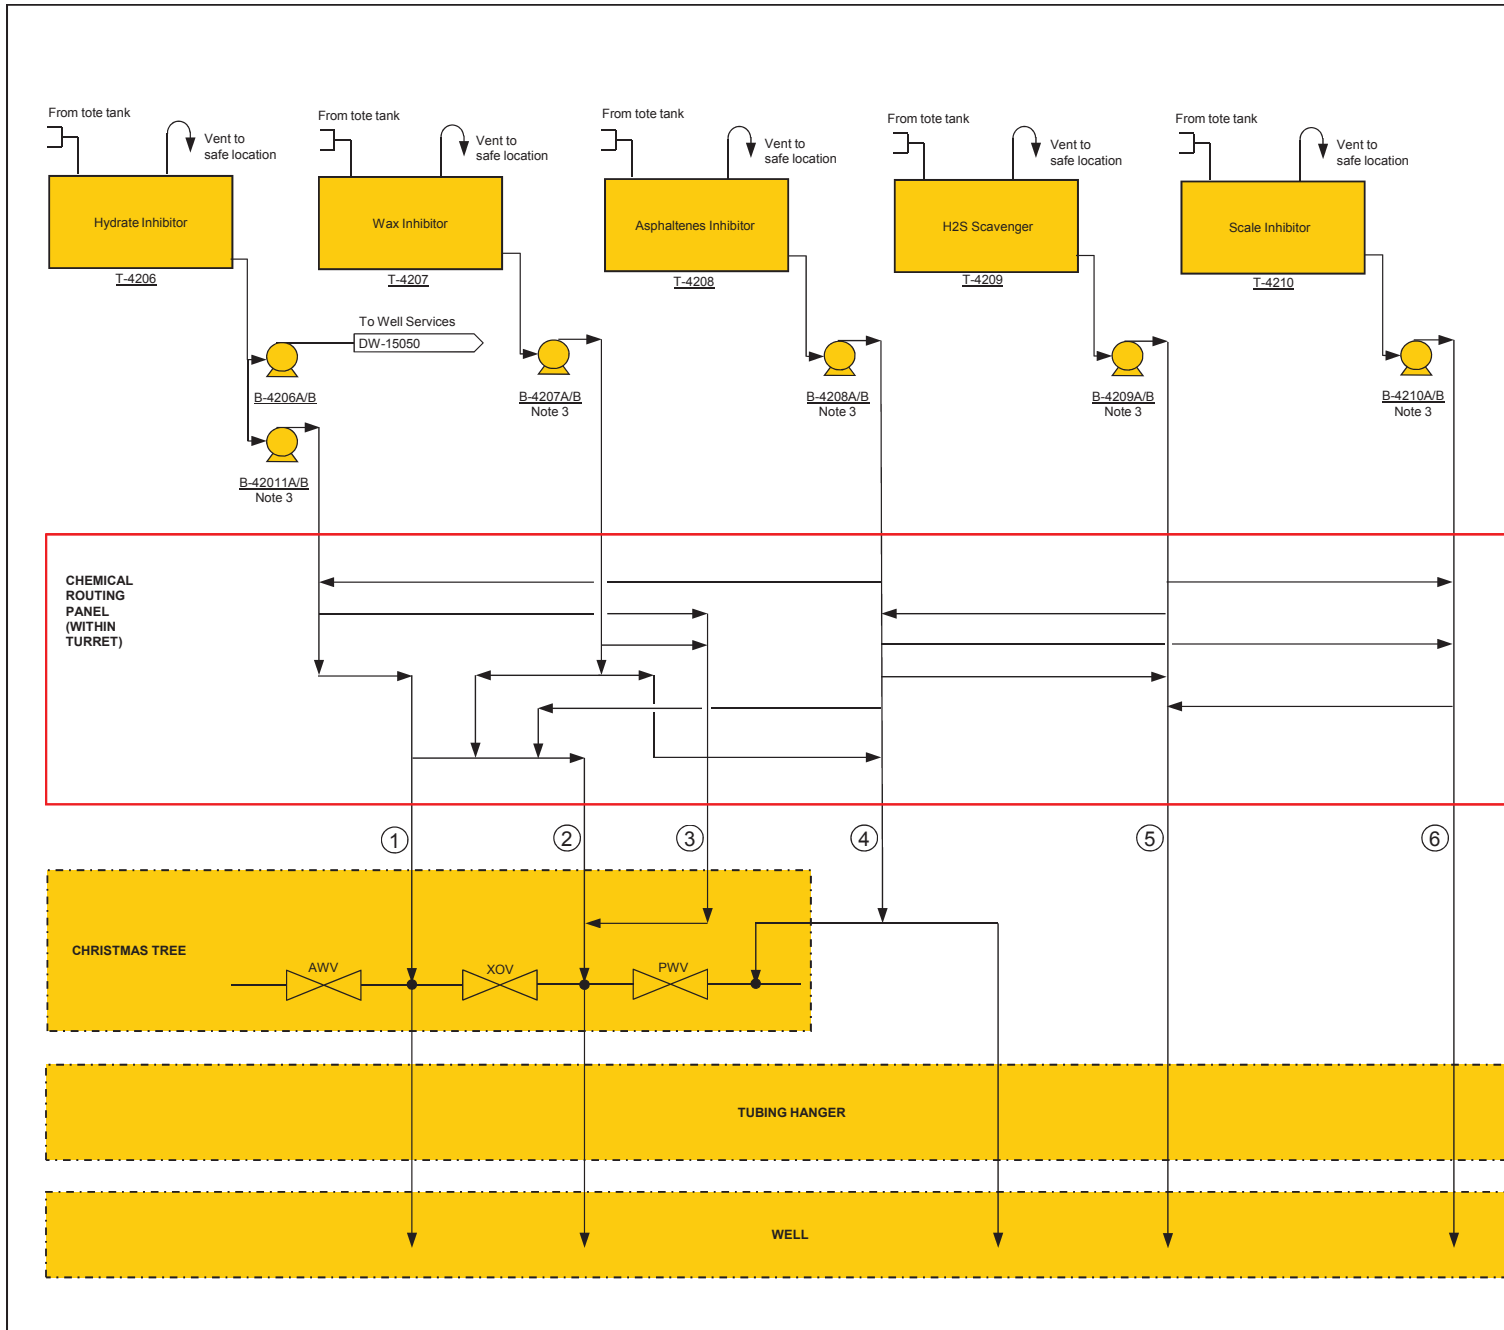 From tote tank
Vent to
safe location
From tote tank
Vent to
safe location
From tote tank
Vent to
safe location
From tote tank
Vent to
safe location
From tote tank
Vent to
safe location
Hydrate Inhibitor
Wax Inhibitor
Asphaltenes Inhibitor
H2S Scavenger
Scale Inhibitor
T-4206
T-4207
T-4208
T-4209
T-4210
To Well Services
DW-15050
B-4206A/B
B-4207A/B
Note 3
B-4208A/B
Note 3
B-4209A/B
Note 3
B-4210A/B
Note 3
B-42011A/B
Note 3
CHEMICAL
ROUTING
PANEL
(WITHIN
TURRET)
1
2
3
4
5
6
CHRISTMAS TREE
AWV
XOV
PWV
TUBING HANGER
WELL